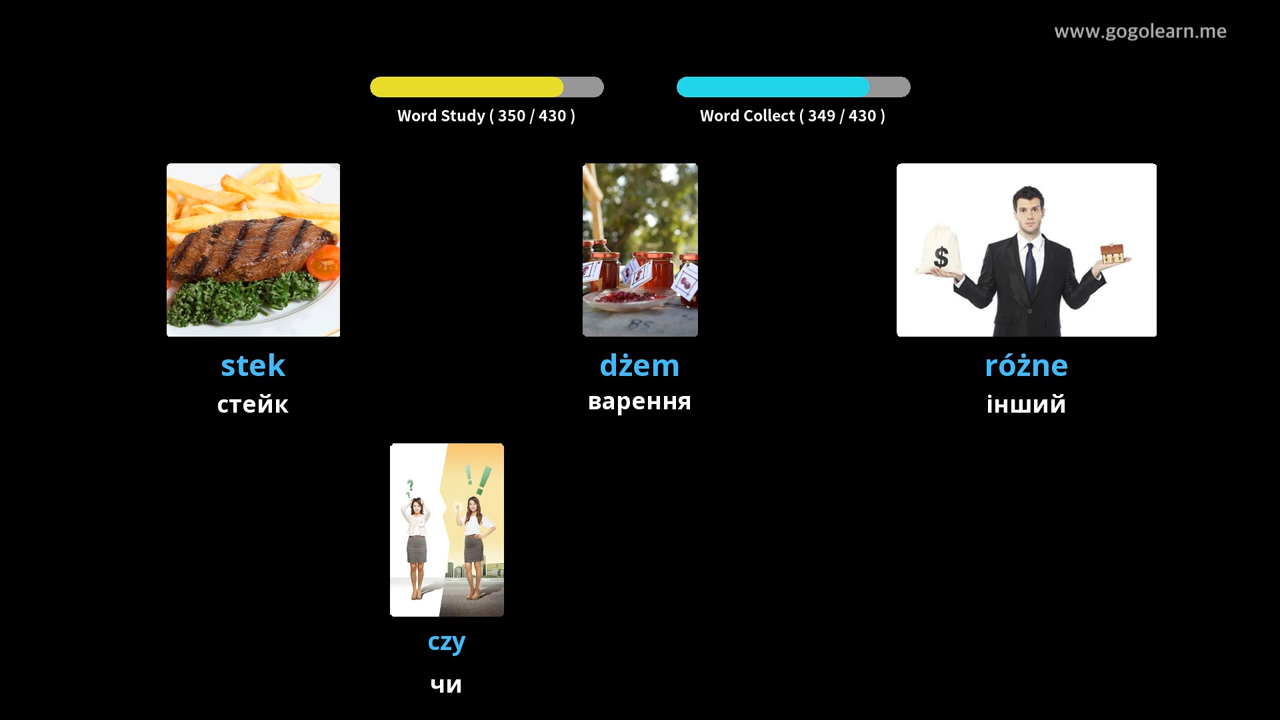 www.gogolearn.me
Word Study ( 350 / 430 )
Word Collect ( 349 / 430 )
$
stek
стейк
dżem
варення
różne
інший
? !!
czy
чи